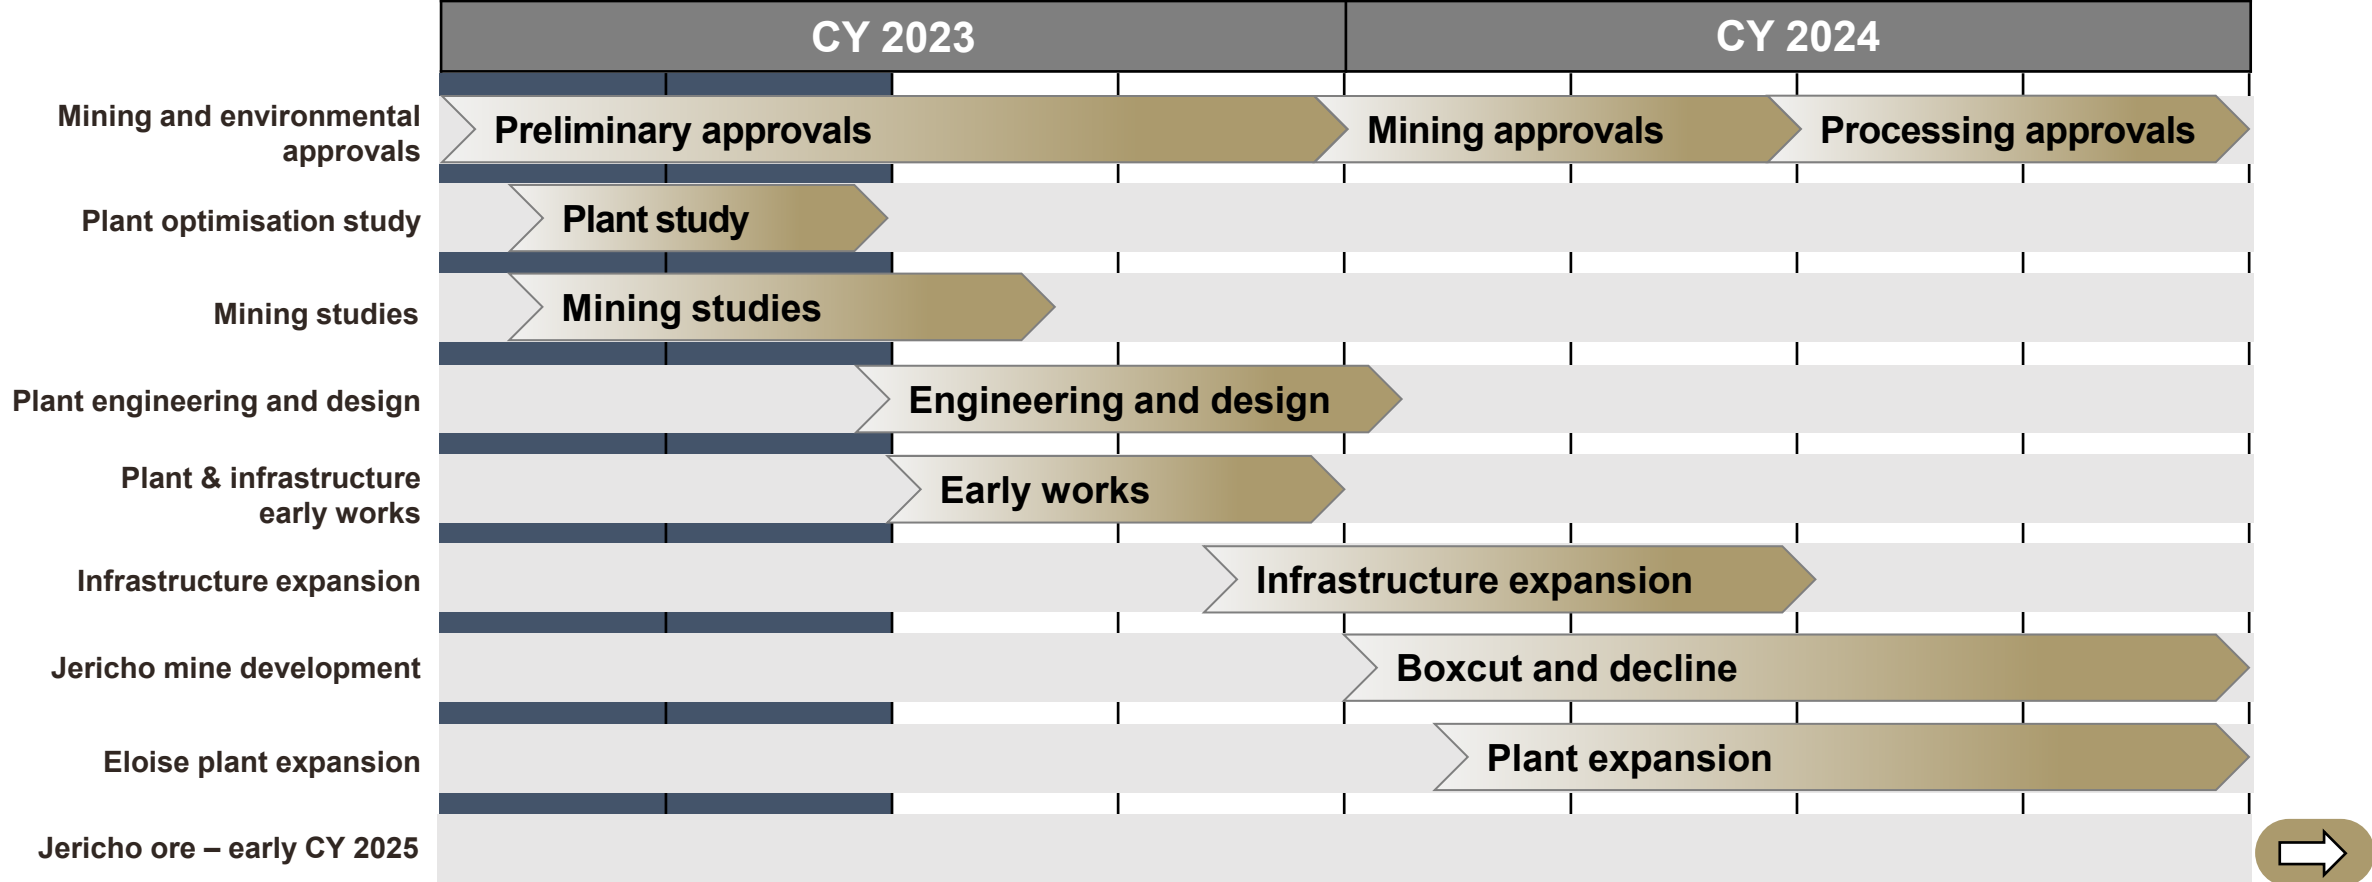 CY 2023
CY 2024
Mining and environmental
approvals
Preliminary approvals
Mining approvals
Processing approvals
Plant optimisation study
Plant study
Mining studies
Mining studies
Plant engineering and design
Engineering and design
Plant & infrastructure
early works
Early works
Infrastructure expansion
Infrastructure expansion
Jericho mine development
Boxcut and decline
Eloise plant expansion
Plant expansion
Jericho ore – early CY 2025